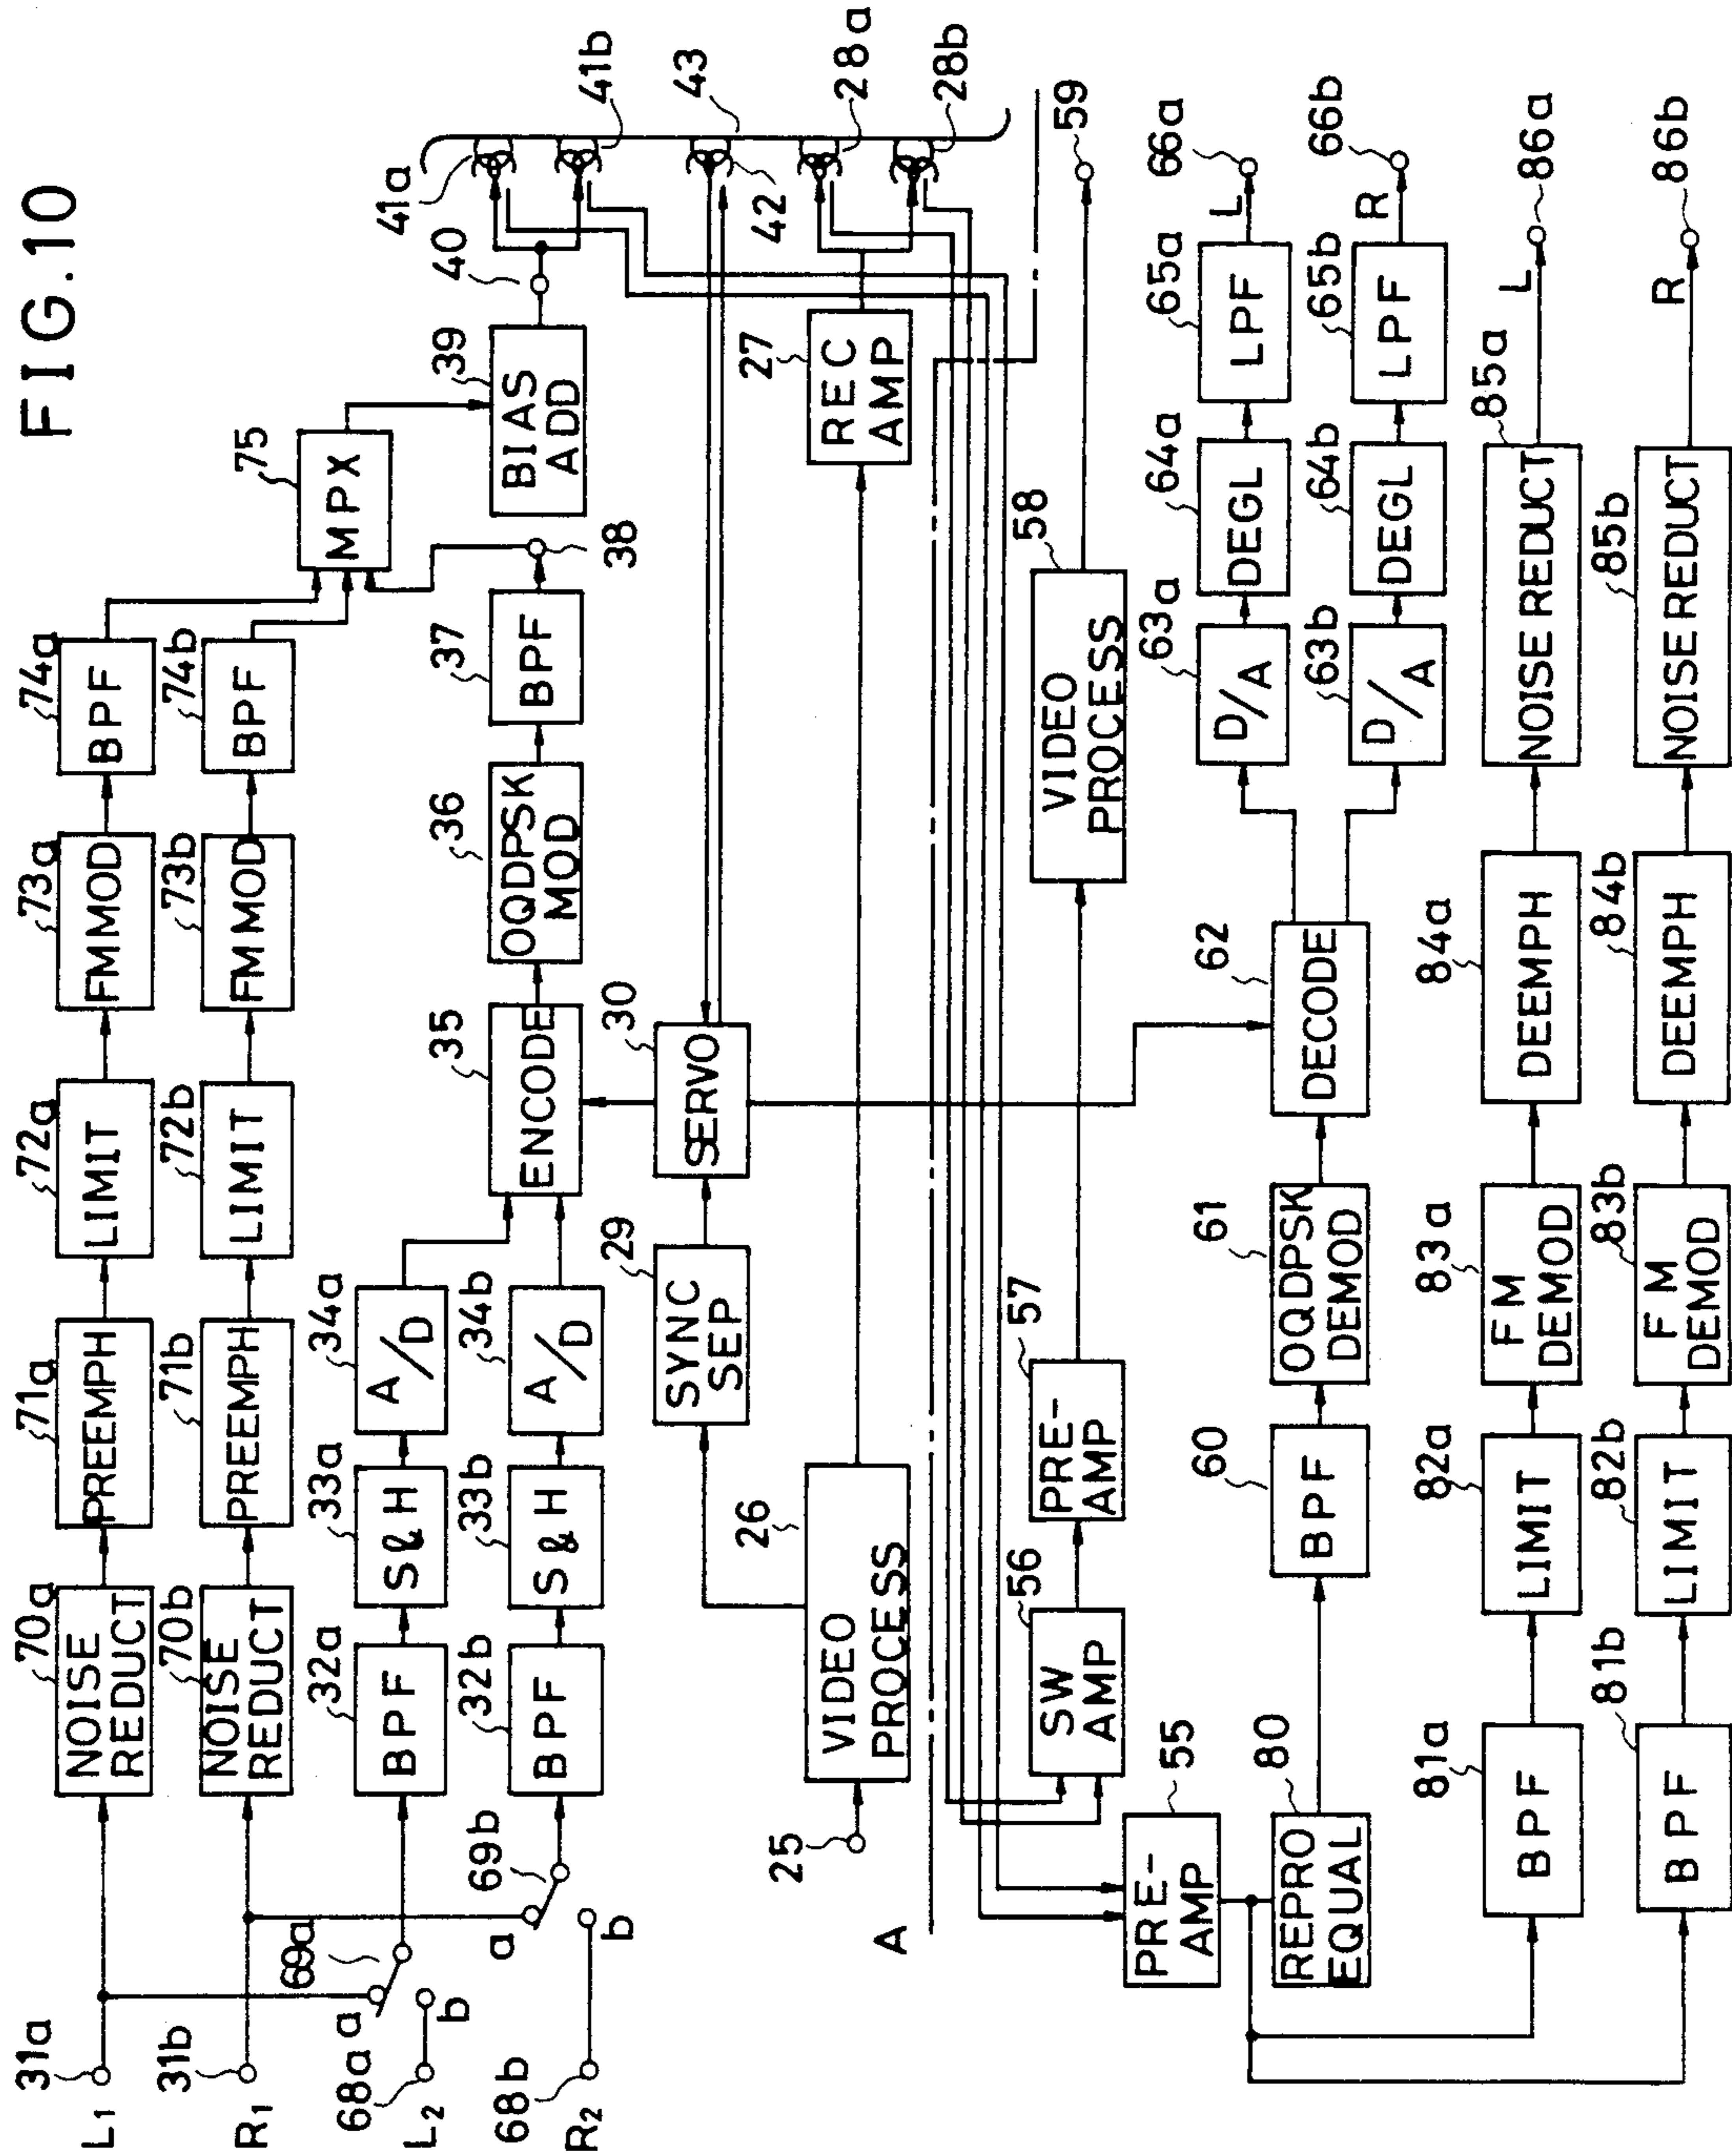 FIG.10
31a
L1
70a
NOISE
REDUCT
71a
PREEMPH
72a
LIMIT
73a
FMMOD
74a
BPF
75
MPX
31b
R1
70b
NOISE
REDUCT
71b
PREEMPH
72b
LIMIT
73b
FMMOD
74b
BPF
68a
L2
a
b
69a
32a
BPF
33a
S&H
34a
A/D
35
ENCODE
36
OQDPSK
MOD
37
BPF
38
39
BIAS
ADD
40
41a
41b
68b
R2
a
b
69b
32b
BPF
33b
S&H
34b
A/D
29
SYNC
SEP
30
SERVO
42
43
25
26
VIDEO
PROCESS
27
REC
AMP
28a
28b
A
56
SW
AMP
57
PRE-
AMP
58
VIDEO
PROCESS
59
55
PRE-
AMP
80
REPRO
EQUAL
60
BPF
61
OQDPSK
DEMOD
62
DECODE
63a
D/A
64a
DEGL
65a
LPF
L
66a
63b
D/A
64b
DEGL
65b
LPF
R
66b
81a
BPF
82a
LIMIT
83a
FM
DEMOD
84a
DEEMPH
85a
NOISE REDUCT
L
86a
81b
BPF
82b
LIMIT
83b
FM
DEMOD
84b
DEEMPH
85b
NOISE REDUCT
R
86b